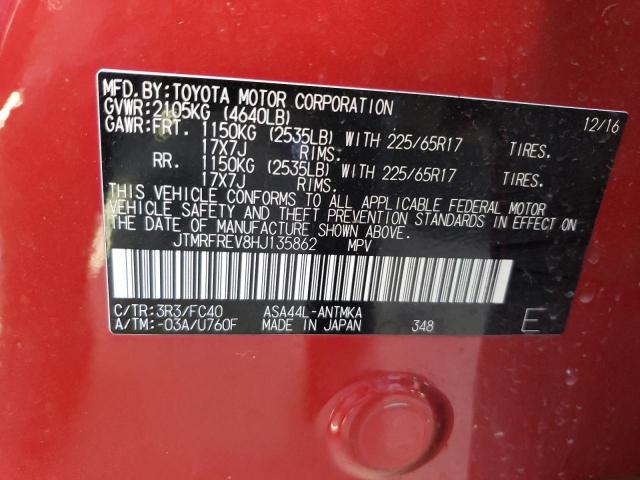 MFD.BY:TOYOTA MOTOR CORPORATION 12/16
GVWR:2105KG (4640LB)
GAWR:FRT. 1150KG (2535LB) WITH 225/65R17 TIRES.
17X7J RIMS.
RR. 1150KG (2535LB) WITH 225/65R17 TIRES.
17X7J RIMS.
THIS VEHICLE CONFORMS TO ALL APPLICABLE FEDERAL MOTOR
VEHICLE SAFETY AND THEFT PREVENTION STANDARDS IN EFFECT ON
THE DATE OF MANUFACTURE SHOWN ABOVE.
JTMRFREV8HJ135862 MPV
C/TR:3R3/FC40 ASA44L-ANTMKA
A/TM:-03A/U760F MADE IN JAPAN 348 E